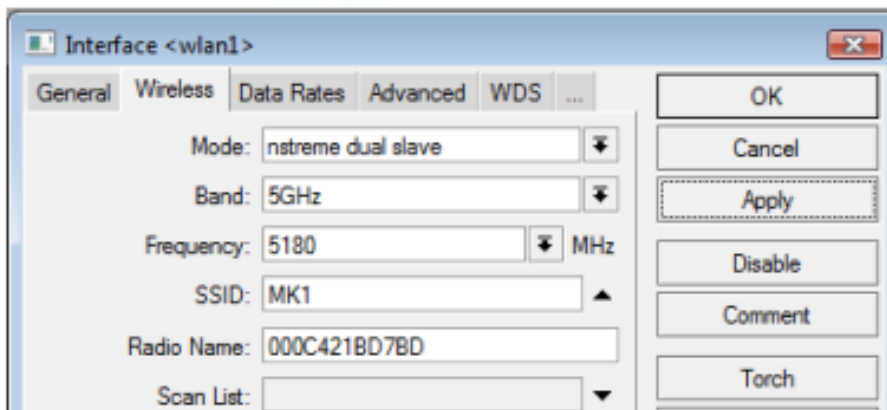 Interface <wlan1>
General Wireless Data Rates Advanced WDS ...
OK
Mode: nstreme dual slave
Cancel
Band: 5GHz
Apply
Frequency: 5180 MHz
Disable
SSID: MK1
Comment
Radio Name: 000C421BD7BD
Torch
Scan List: